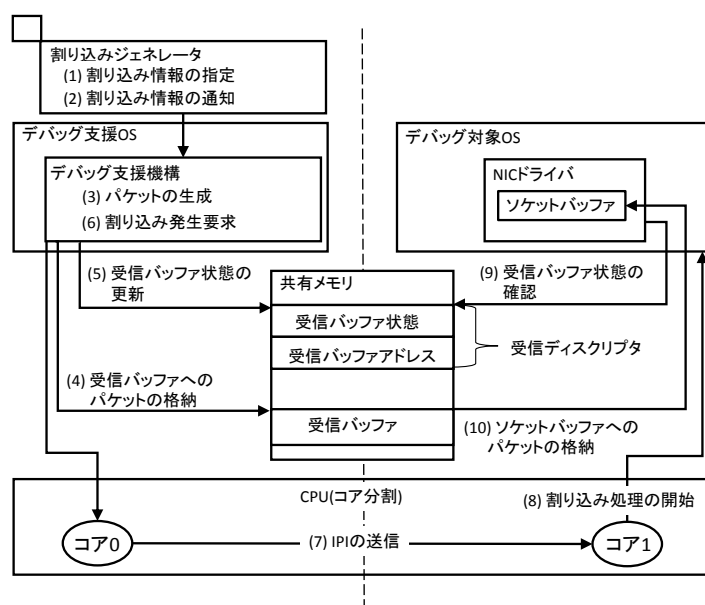 割り込みジェネレータ
(1) 割り込み情報の指定
(2) 割り込み情報の通知
デバッグ支援OS
デバッグ支援機構
(3) パケットの生成
(6) 割り込み発生要求
デバッグ対象OS
NICドライバ
ソケットバッファ
(5) 受信バッファ状態の
更新
共有メモリ
受信バッファ状態
受信バッファアドレス
受信バッファ
(9) 受信バッファ状態の
確認
受信ディスクリプタ
(4) 受信バッファへの
パケットの格納
(10) ソケットバッファへの
パケットの格納
CPU(コア分割)
(8) 割り込み処理の開始
コア0
(7) IPIの送信
コア1